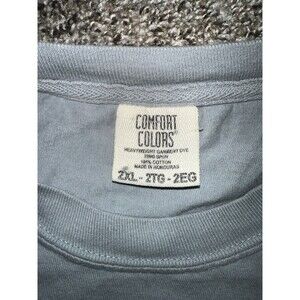 COMFORT
COLORS®
HEAVYWEIGHT GARMENT DYE
RING SPUN
100% COTTON
MADE IN HONDURAS
2XL - 2TG - 2EG